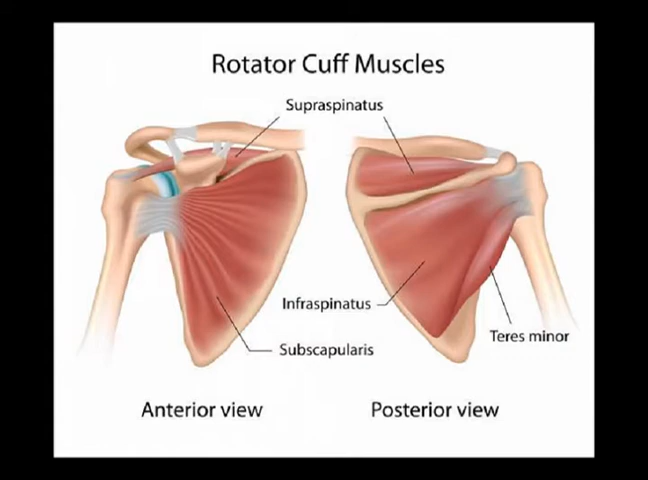 Rotator Cuff Muscles
Supraspinatus
Infraspinatus
Subscapularis
Teres minor
Anterior view
Posterior view